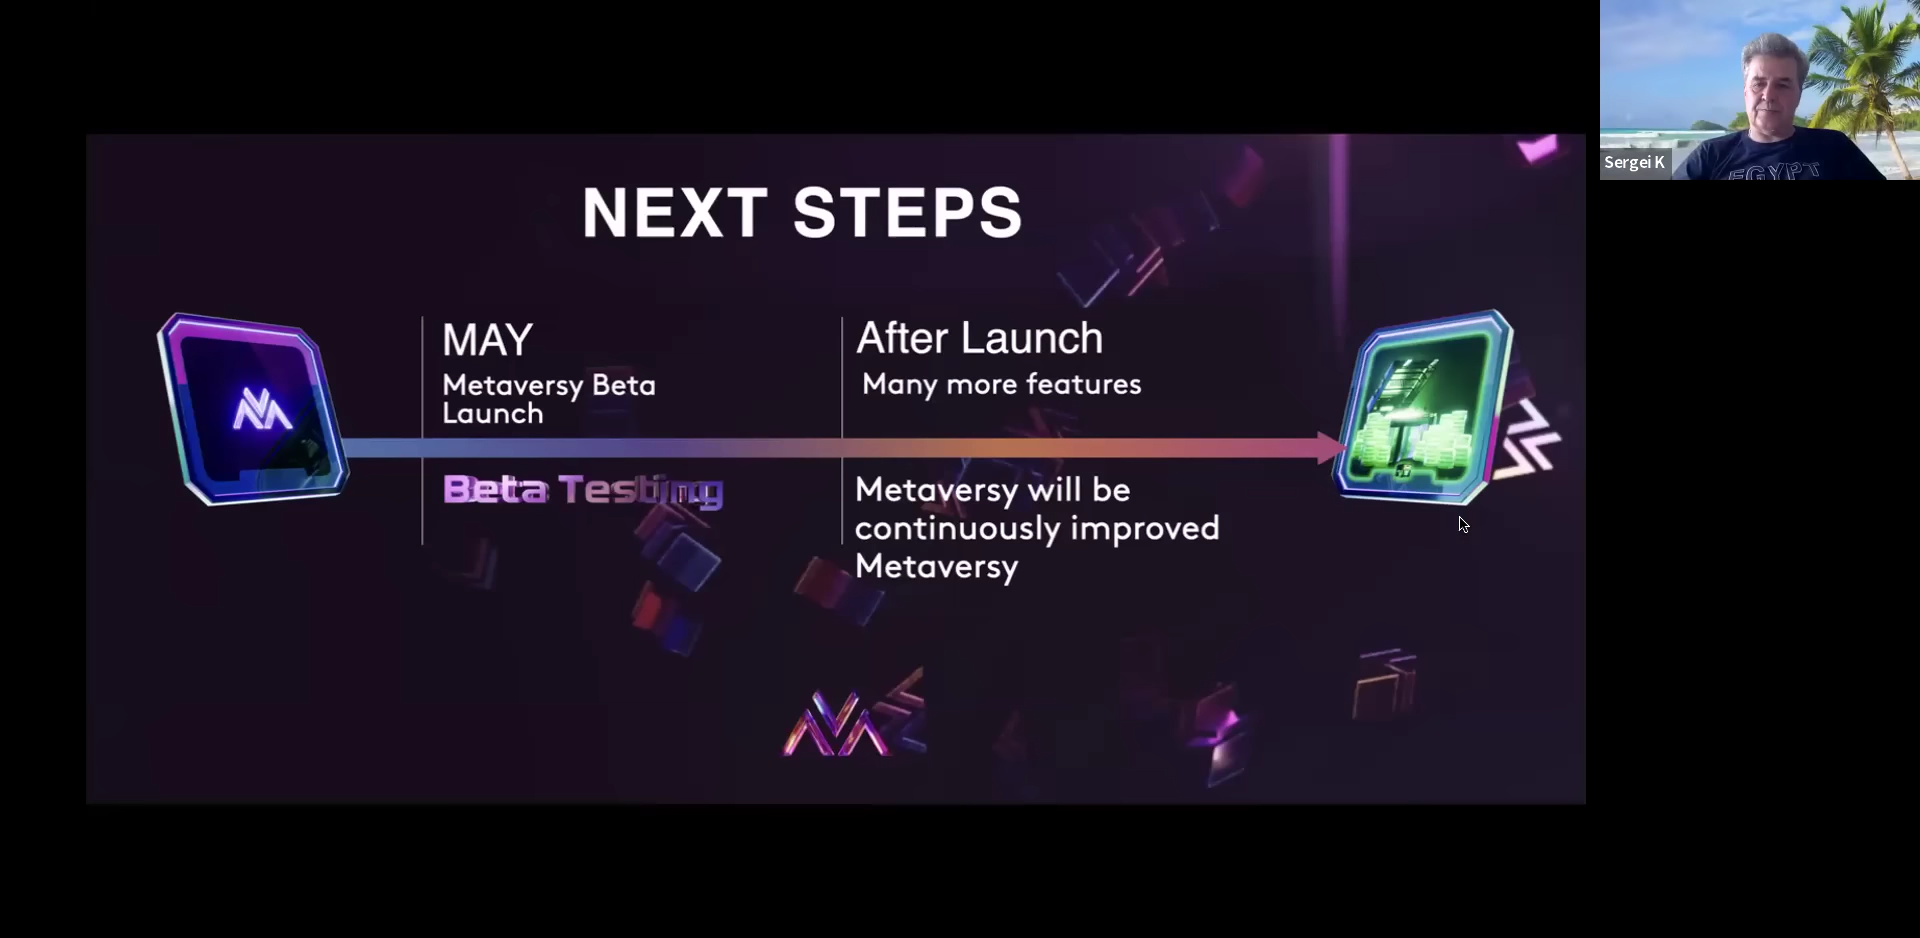 NEXT STEPS
MAY
Metaversy Beta
Launch
Beta Testing
After Launch
Many more features
Metaversy will be
continuously improved
Metaversy
Sergei K
EGYPT